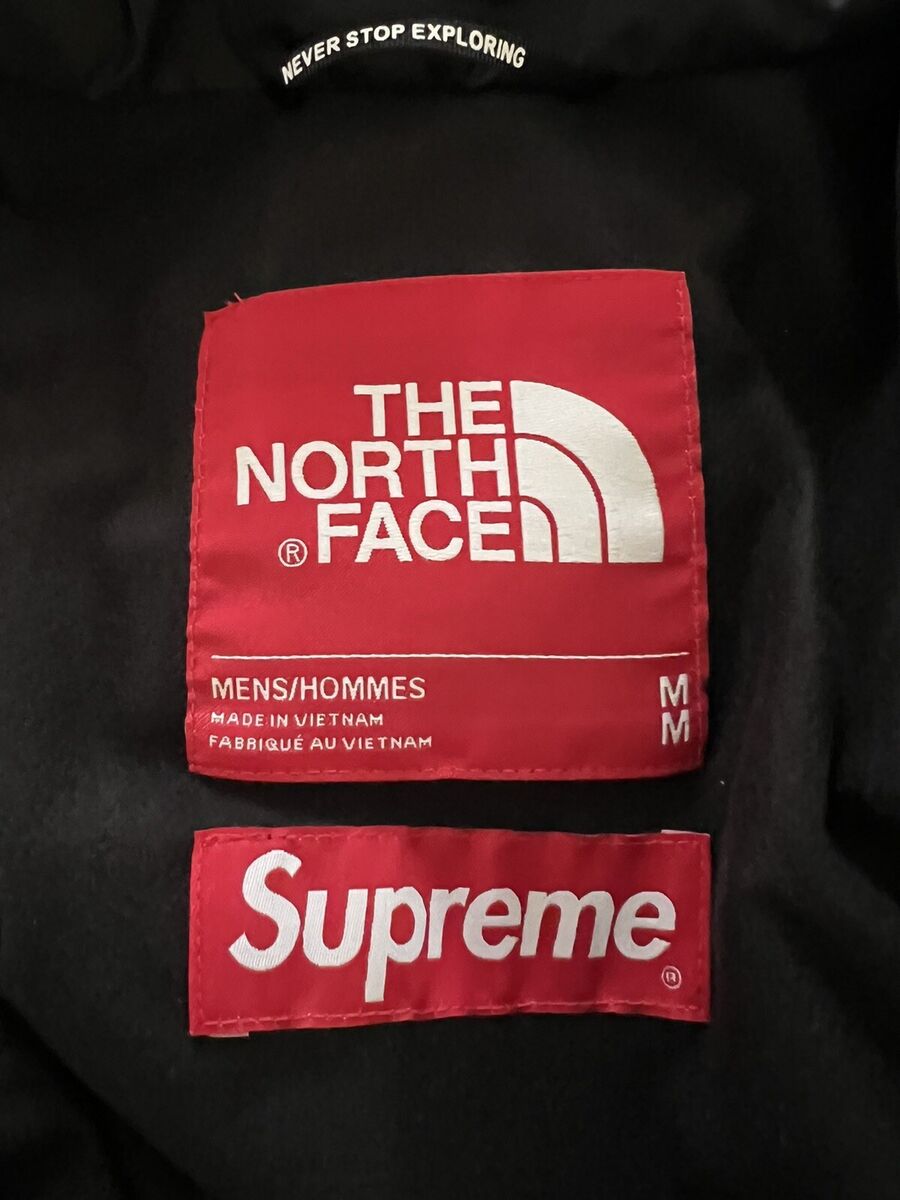 NEVER STOP EXPLORING
THE
NORTH
® FACE
MENS/HOMMES M
MADE IN VIETNAM
FABRIQUÉ AU VIETNAM M
Supreme ®